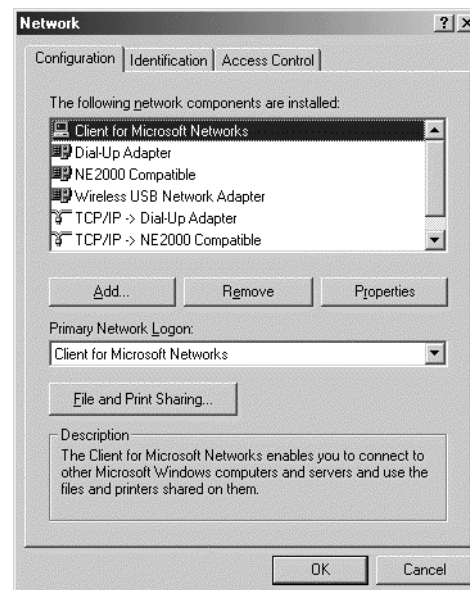 Network
Configuration
Identification
Access Control
The following network components are installed:
Client for Microsoft Networks
Dial-Up Adapter
NE2000 Compatible
Wireless USB Network Adapter
TCP/IP -> Dial-Up Adapter
TCP/IP -> NE2000 Compatible
Add...
Remove
Properties
Primary Network Logon:
Client for Microsoft Networks
File and Print Sharing...
Description
The Client for Microsoft Networks enables you to connect to
other Microsoft Windows computers and servers and use the
files and printers shared on them.
OK
Cancel